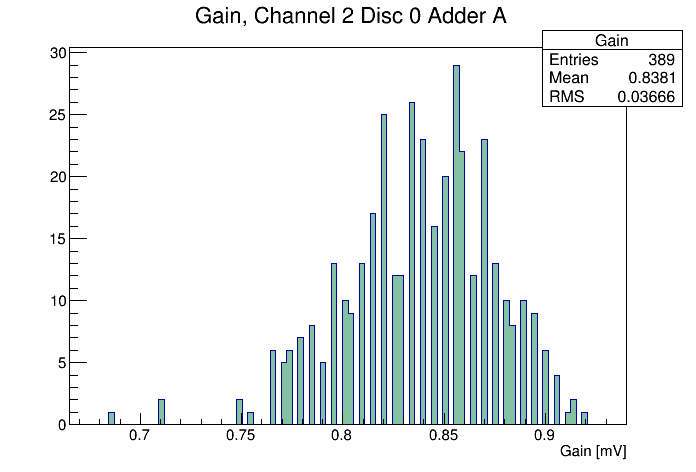 Gain, Channel 2 Disc 0 Adder A
Gain
Entries 389
Mean 0.8381
RMS 0.03666
30
25
20
15
10
5
0
0.7 0.75 0.8 0.85 0.9
Gain [mV]